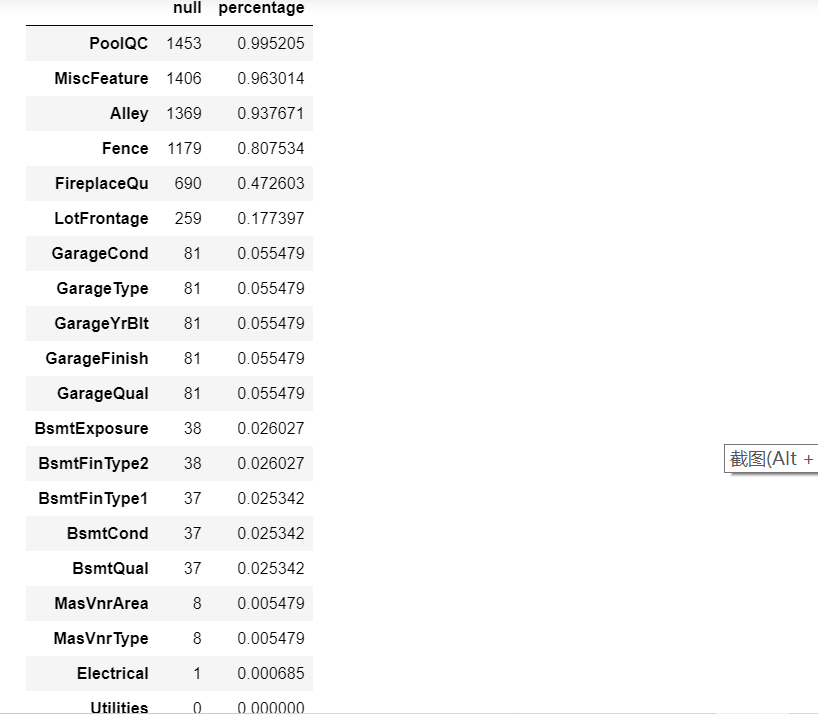 null percentage
PoolQC 1453 0.995205
MiscFeature 1406 0.963014
Alley 1369 0.937671
Fence 1179 0.807534
FireplaceQu 690 0.472603
LotFrontage 259 0.177397
GarageCond 81 0.055479
GarageType 81 0.055479
GarageYrBlt 81 0.055479
GarageFinish 81 0.055479
GarageQual 81 0.055479
BsmtExposure 38 0.026027
BsmtFinType2 38 0.026027
截图(Alt +
BsmtFinType1 37 0.025342
BsmtCond 37 0.025342
BsmtQual 37 0.025342
MasVnrArea 8 0.005479
MasVnrType 8 0.005479
Electrical 1 0.000685
Utilities 0 0.000000